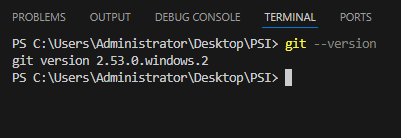 PROBLEMS OUTPUT DEBUG CONSOLE TERMINAL PORTS
PS C:\Users\Administrator\Desktop\PSI> git --version
git version 2.53.0.windows.2
PS C:\Users\Administrator\Desktop\PSI>